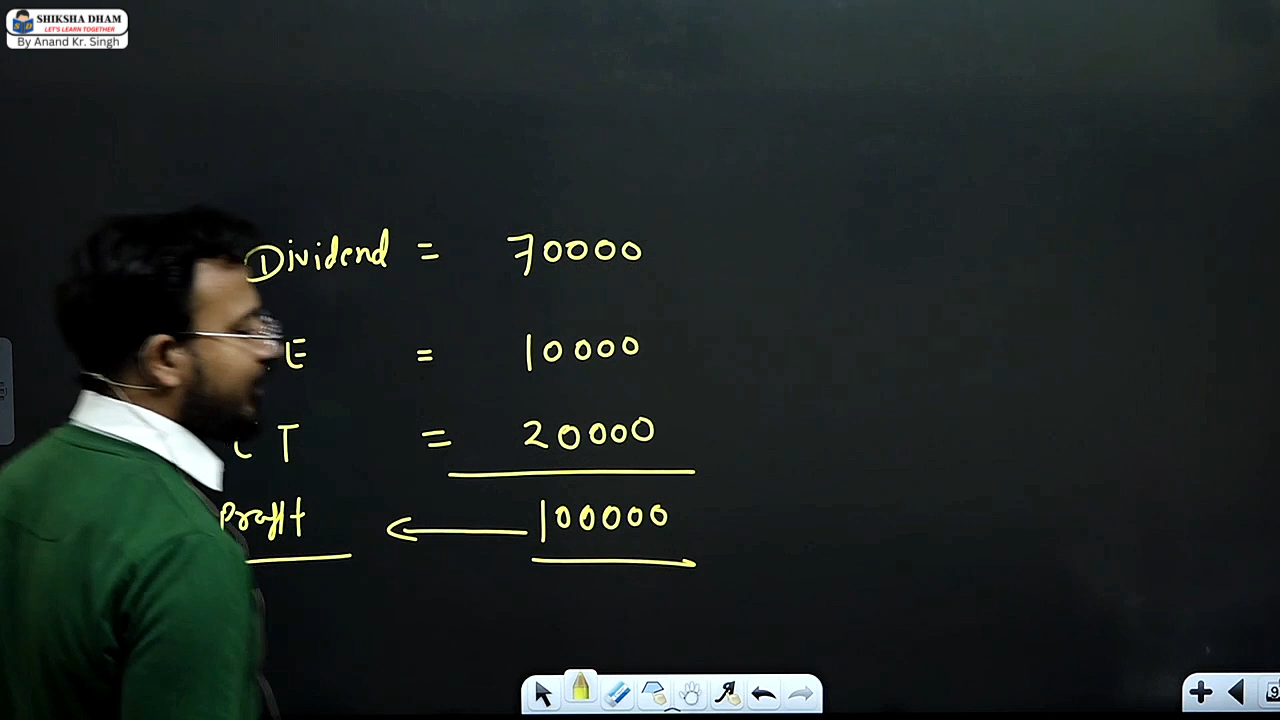 SHIKSHA DHAM
LET'S LEARN TOGETHER
By Anand Kr. Singh
Dividend = 70000
E = 10000
T = 20000
Profit ← 100000